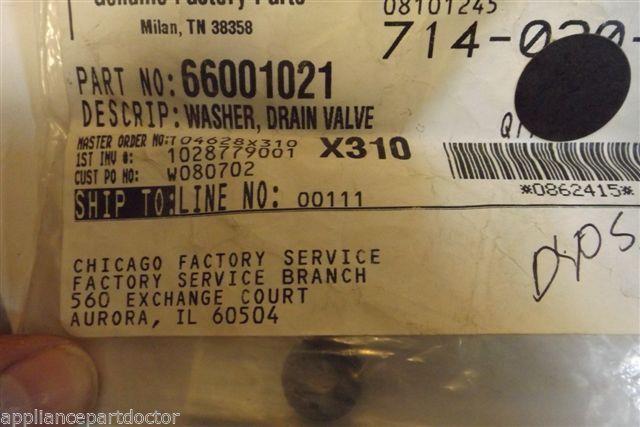 Genuine Factory Parts
Milan, TN 38358
08101245
714-020-
PART NO: 66001021
DESCRIP: WASHER, DRAIN VALVE
MASTER ORDER NO: T04628X310
1ST INV #: 1028779001 X310
CUST PO NO: W080702
SHIP TO: LINE NO: 00111
*0862415*
CHICAGO FACTORY SERVICE
FACTORY SERVICE BRANCH
560 EXCHANGE COURT
AURORA, IL 60504
appliancepartdoctor